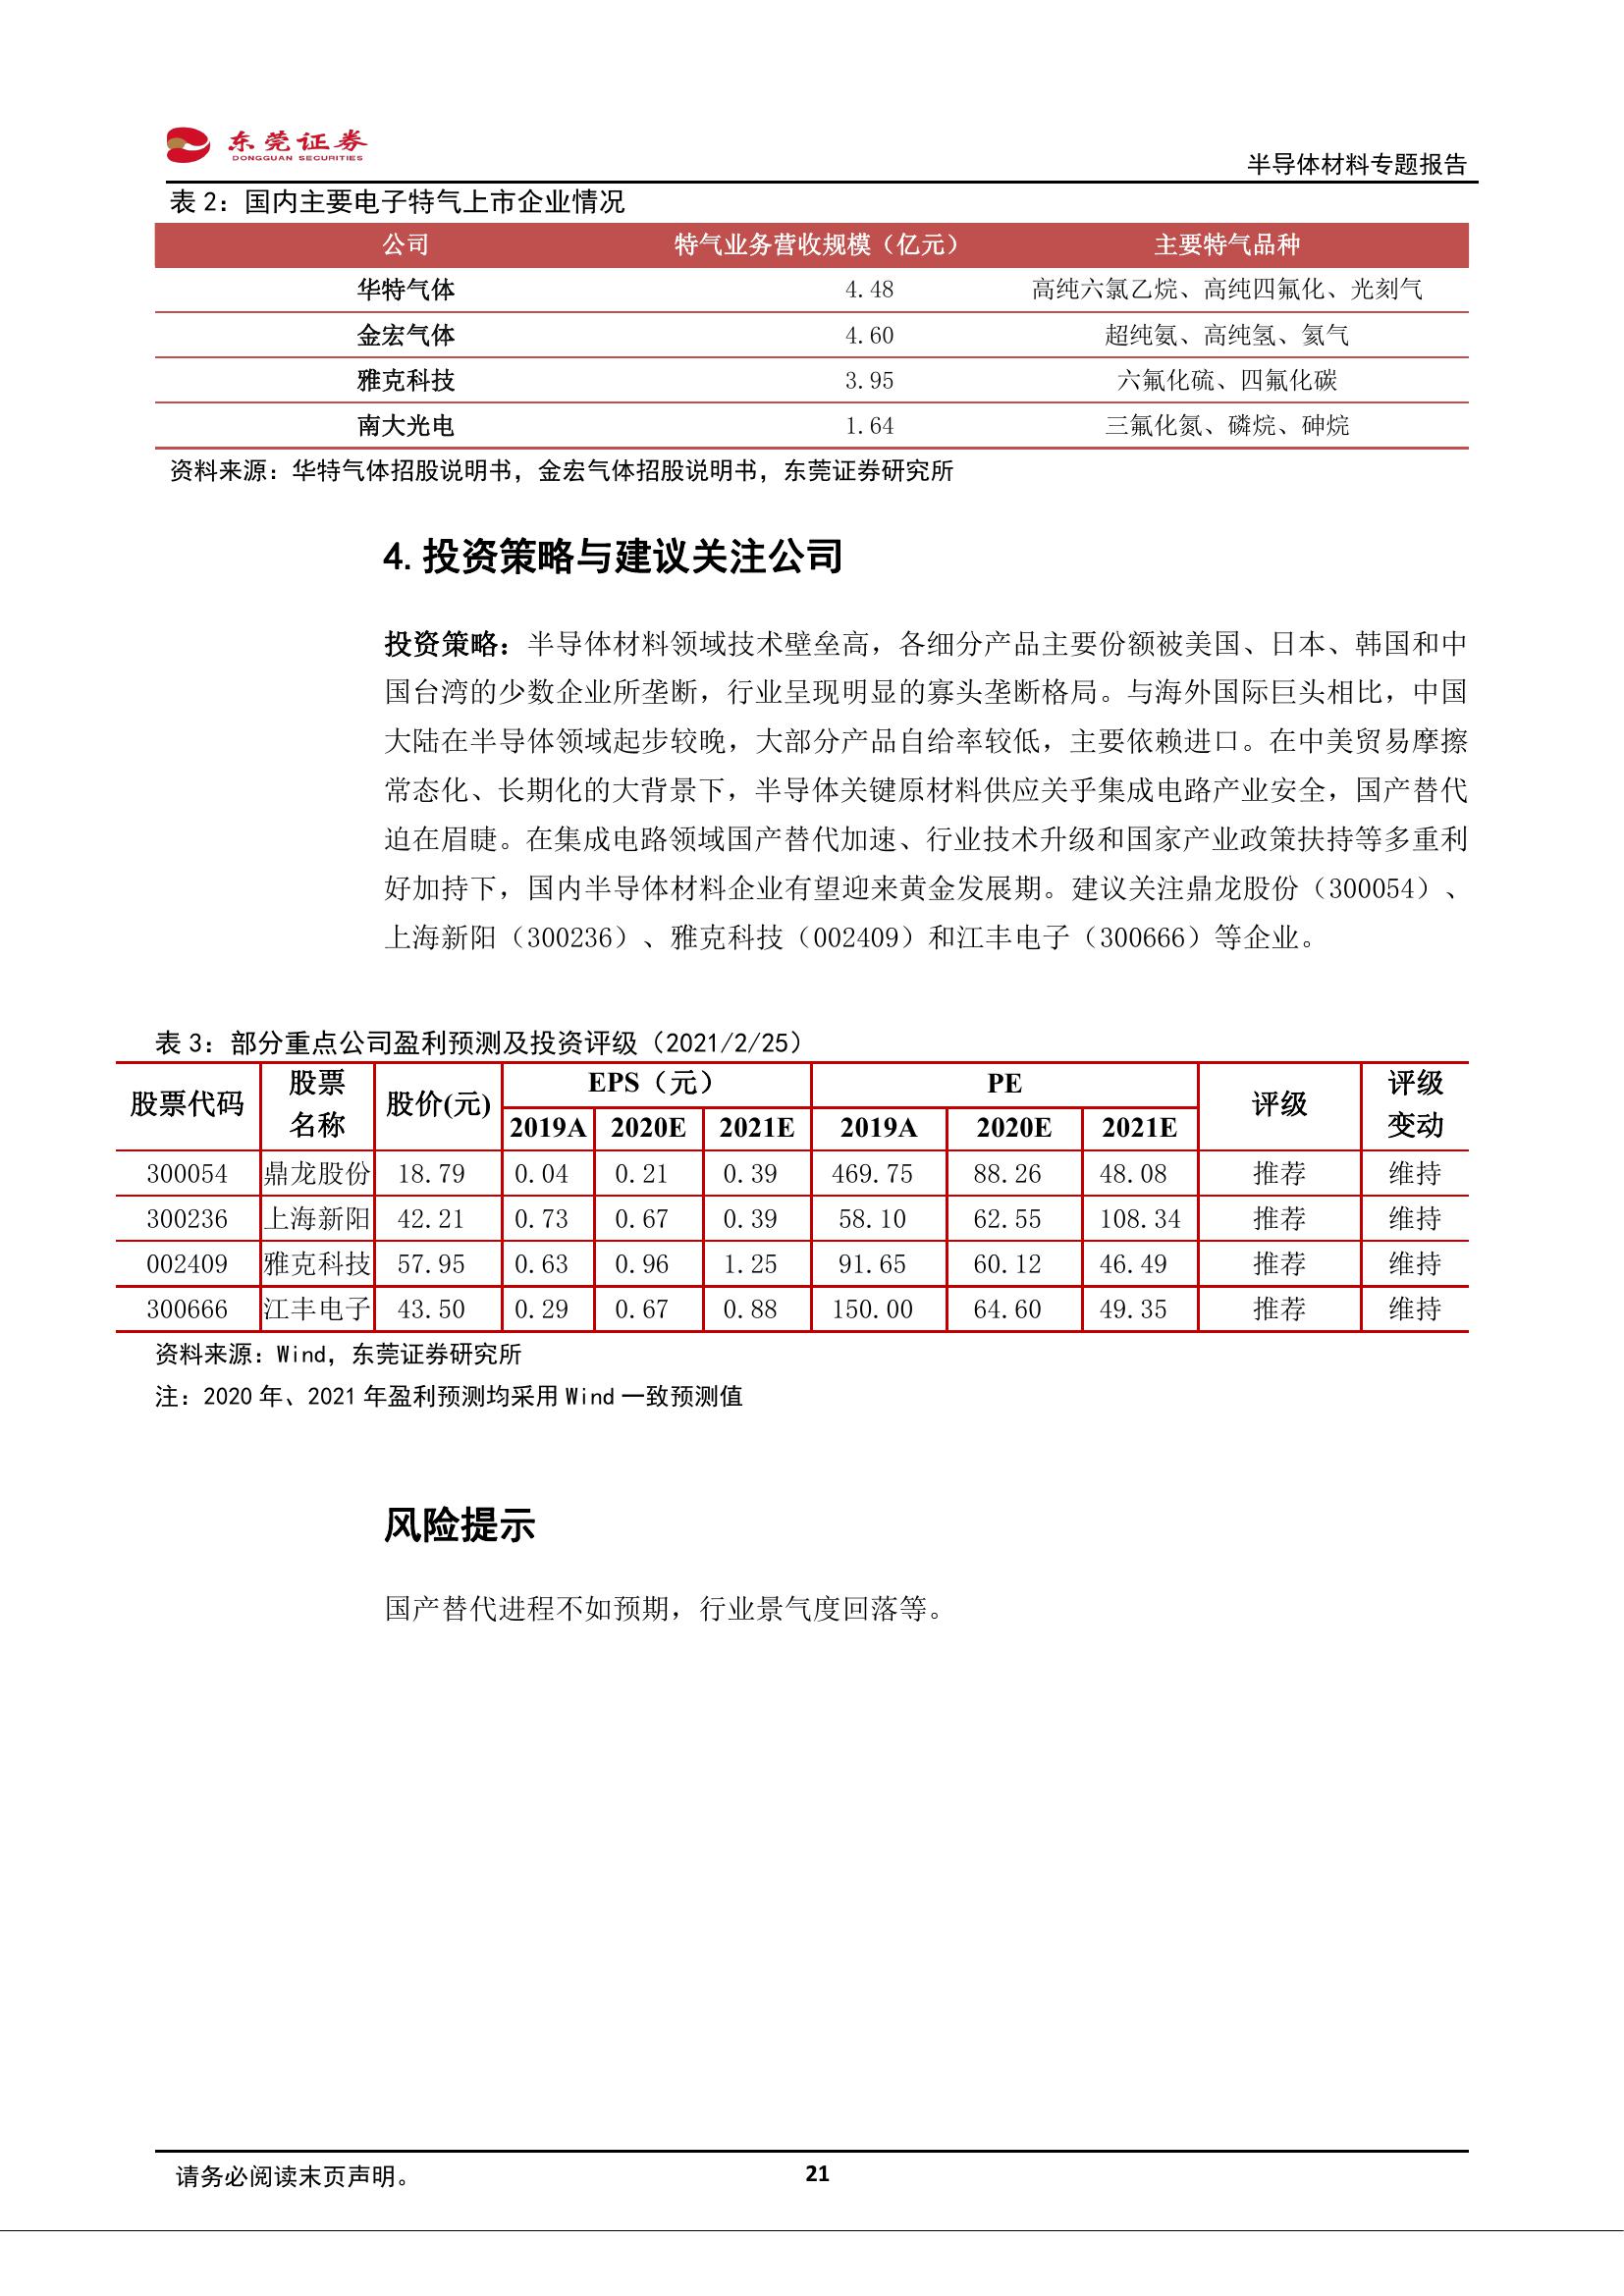 东莞证券
DONGGUAN SECURITIES
半导体材料专题报告
表 2：国内主要电子特气上市企业情况
公司 特气业务营收规模（亿元） 主要特气品种
华特气体 4.48 高纯六氯乙烷、高纯四氟化、光刻气
金宏气体 4.60 超纯氨、高纯氢、氦气
雅克科技 3.95 六氟化硫、四氟化碳
南大光电 1.64 三氟化氮、磷烷、砷烷
资料来源：华特气体招股说明书，金宏气体招股说明书，东莞证券研究所
4.投资策略与建议关注公司
投资策略：半导体材料领域技术壁垒高，各细分产品主要份额被美国、日本、韩国和中
国台湾的少数企业所垄断，行业呈现明显的寡头垄断格局。与海外国际巨头相比，中国
大陆在半导体领域起步较晚，大部分产品自给率较低，主要依赖进口。在中美贸易摩擦
常态化、长期化的大背景下，半导体关键原材料供应关乎集成电路产业安全，国产替代
迫在眉睫。在集成电路领域国产替代加速、行业技术升级和国家产业政策扶持等多重利
好加持下，国内半导体材料企业有望迎来黄金发展期。建议关注鼎龙股份（300054）、
上海新阳（300236）、雅克科技（002409）和江丰电子（300666）等企业。
表 3：部分重点公司盈利预测及投资评级（2021/2/25）
股票代码 股票名称 股价(元) EPS（元） PE 评级 评级变动
2019A 2020E 2021E 2019A 2020E 2021E
300054 鼎龙股份 18.79 0.04 0.21 0.39 469.75 88.26 48.08 推荐 维持
300236 上海新阳 42.21 0.73 0.67 0.39 58.10 62.55 108.34 推荐 维持
002409 雅克科技 57.95 0.63 0.96 1.25 91.65 60.12 46.49 推荐 维持
300666 江丰电子 43.50 0.29 0.67 0.88 150.00 64.60 49.35 推荐 维持
资料来源：Wind，东莞证券研究所
注：2020 年、2021 年盈利预测均采用 Wind 一致预测值
风险提示
国产替代进程不如预期，行业景气度回落等。
请务必阅读末页声明。
21